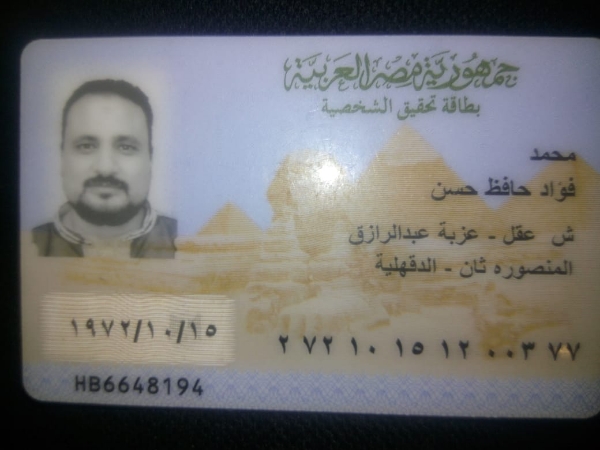 جمهورية مصر العربية
بطاقة تحقيق الشخصية
محمد
فؤاد حافظ حسن
ش عقل - عزبة عبدالرازق
المنصوره ثان - الدقهلية
١٩٧٢/١٠/١٥
٢ ٧٢ ١٠ ١٥ ١٢ ٠٠٣ ٧٧
HB6648194